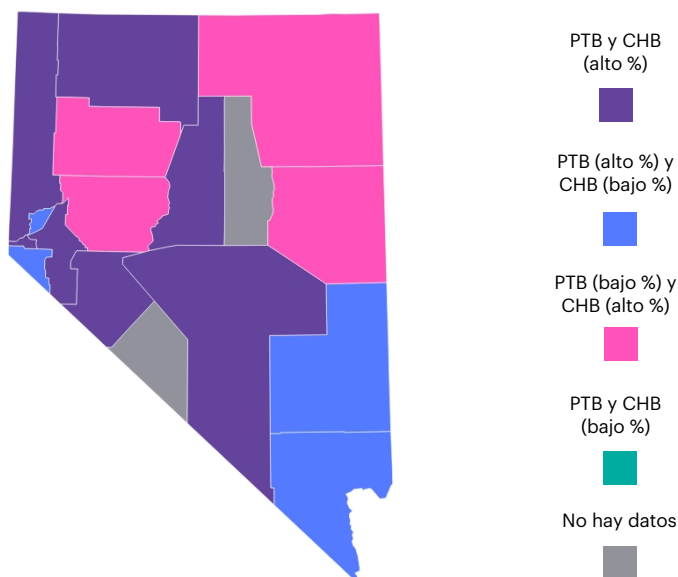 PTB y CHB
(alto %)
PTB (alto %) y
CHB (bajo %)
PTB (bajo %) y
CHB (alto %)
PTB y CHB
(bajo %)
No hay datos